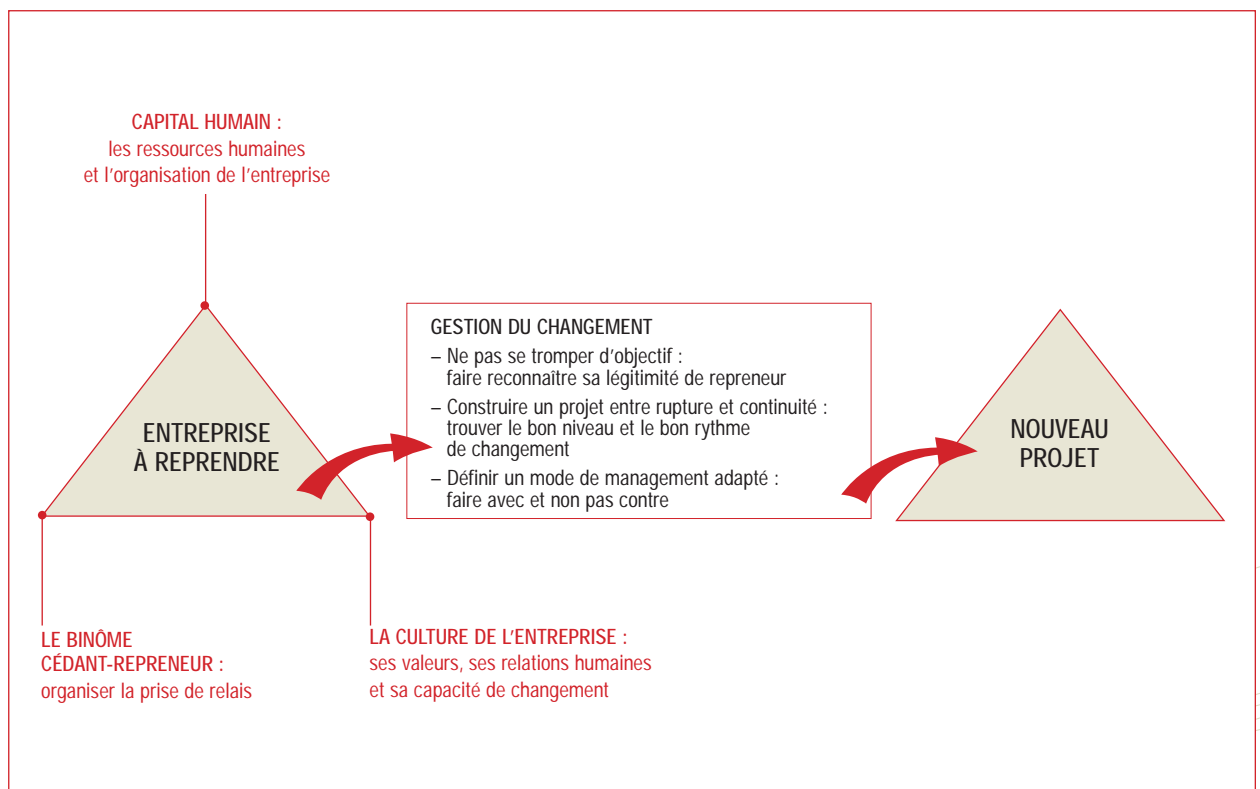 CAPITAL HUMAIN :
les ressources humaines
et l'organisation de l'entreprise
ENTREPRISE
À REPRENDRE
LE BINÔME
CÉDANT-REPRENEUR :
organiser la prise de relais
LA CULTURE DE L'ENTREPRISE :
ses valeurs, ses relations humaines
et sa capacité de changement
GESTION DU CHANGEMENT
– Ne pas se tromper d'objectif :
faire reconnaître sa légitimité de repreneur
– Construire un projet entre rupture et continuité :
trouver le bon niveau et le bon rythme
de changement
– Définir un mode de management adapté :
faire avec et non pas contre
NOUVEAU
PROJET